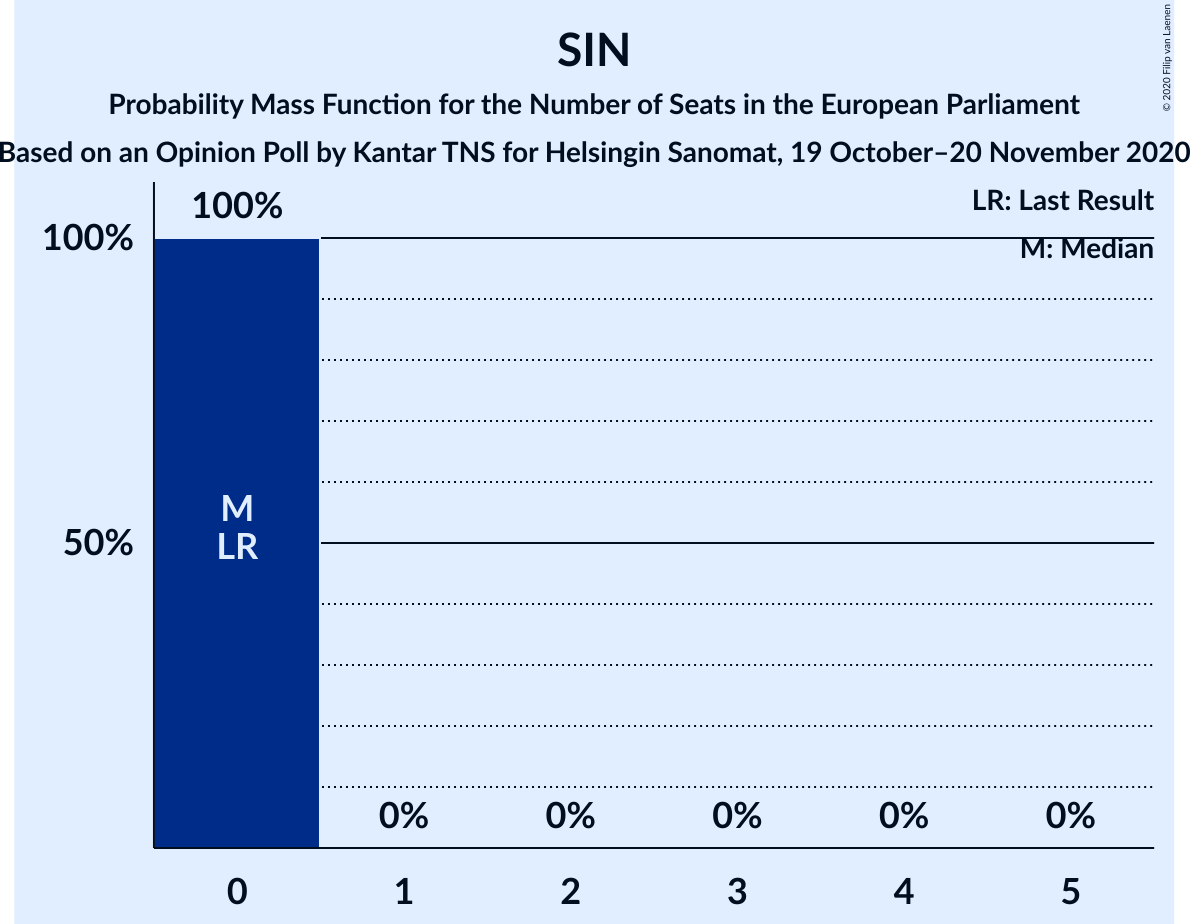 SIN
Probability Mass Function for the Number of Seats in the European Parliament
Based on an Opinion Poll by Kantar TNS for Helsingin Sanomat, 19 October–20 November 2020
© 2020 Filip van Laenen
LR: Last Result
M: Median
100%
100%
50%
M
LR
0% 0% 0% 0% 0%
0 1 2 3 4 5